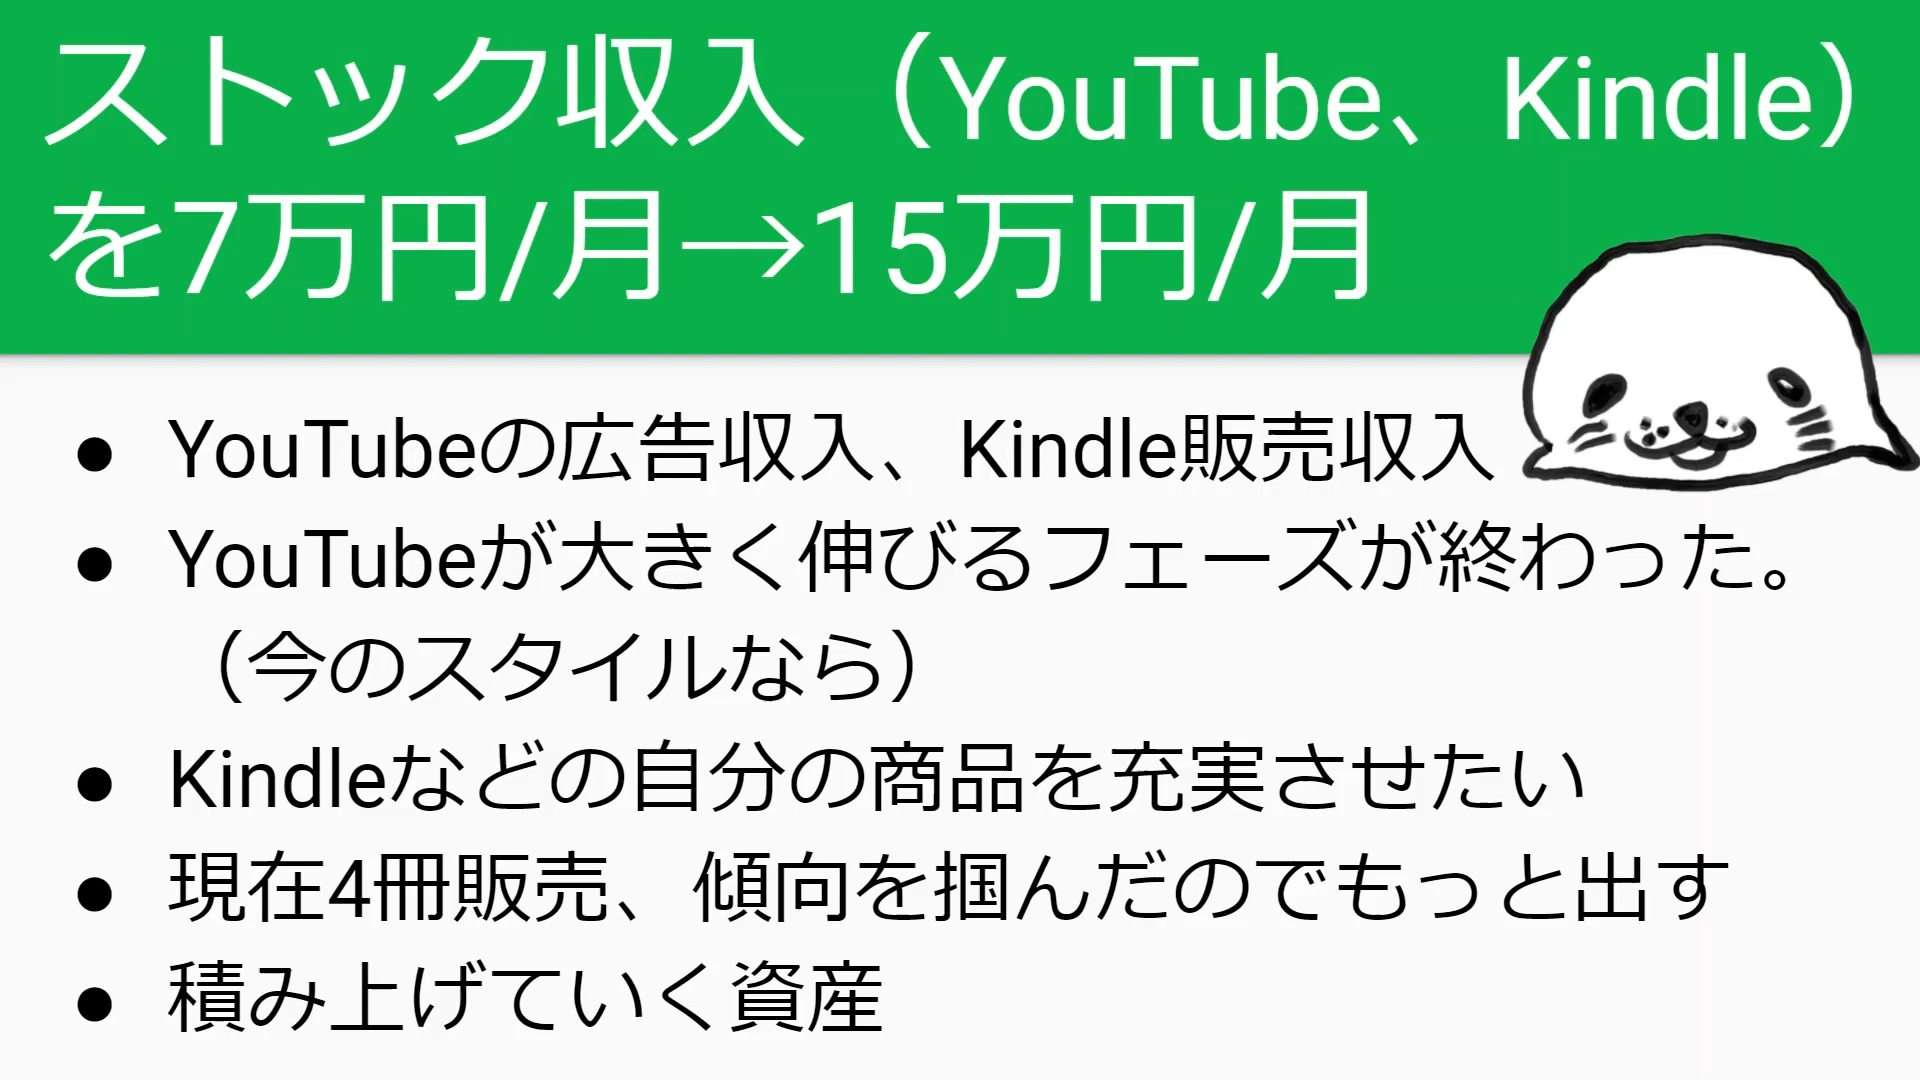 ストック収入（YouTube、Kindle）
を7万円/月→15万円/月
● YouTubeの広告収入、Kindle販売収入
● YouTubeが大きく伸びるフェーズが終わった。
（今のスタイルなら）
● Kindleなどの自分の商品を充実させたい
● 現在4冊販売、傾向を掴んだのでもっと出す
● 積み上げていく資産